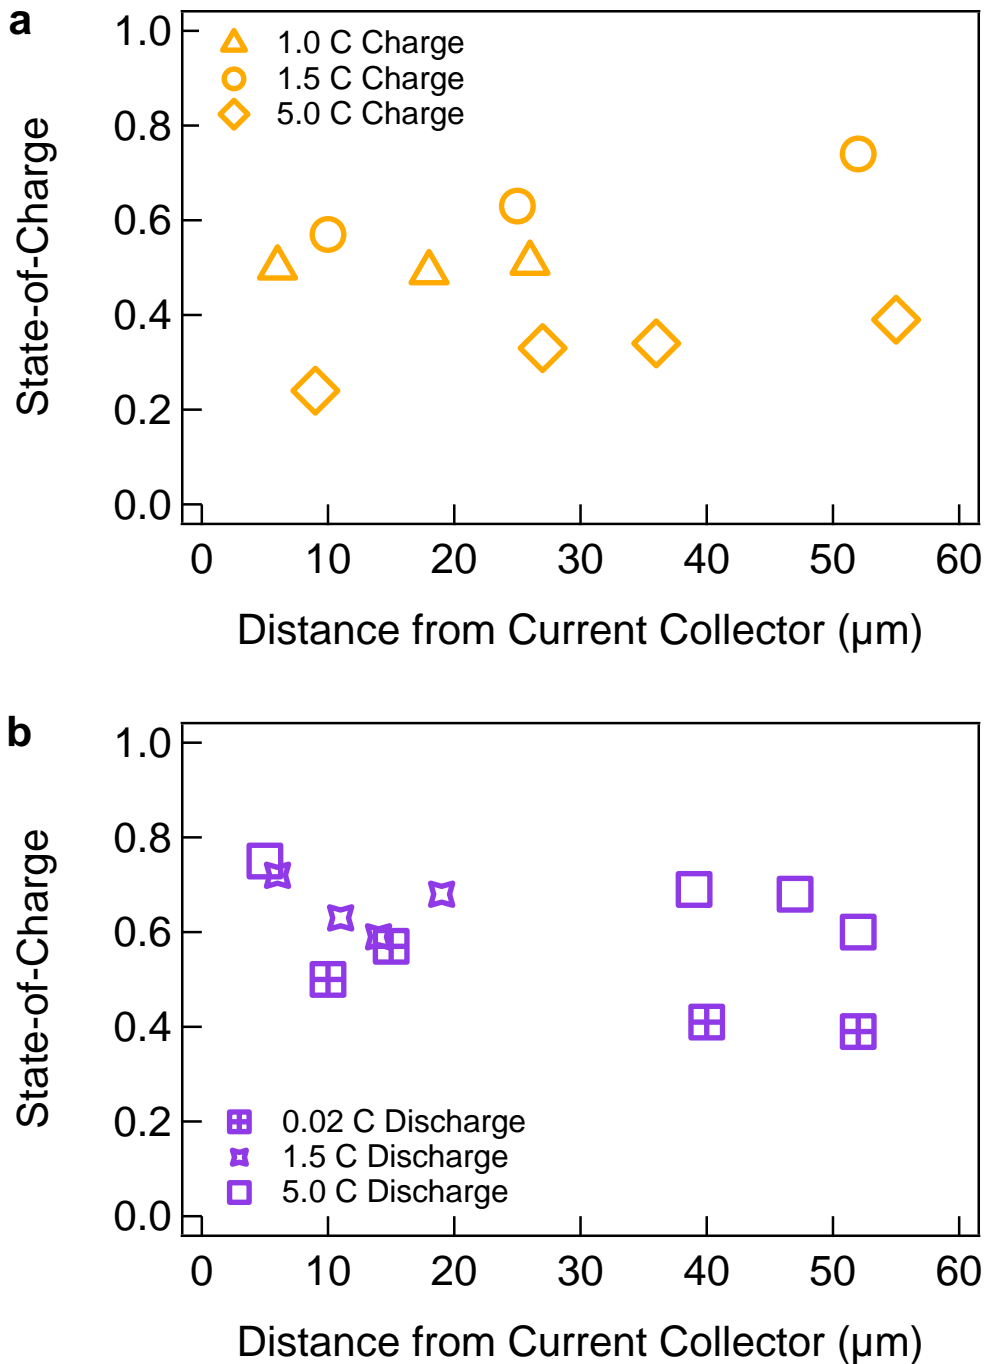 a
1.0
0.8
0.6
0.4
0.2
0.0
State-of-Charge
1.0 C Charge
1.5 C Charge
5.0 C Charge
0 10 20 30 40 50 60
Distance from Current Collector (µm)
b
1.0
0.8
0.6
0.4
0.2
0.0
State-of-Charge
0.02 C Discharge
1.5 C Discharge
5.0 C Discharge
0 10 20 30 40 50 60
Distance from Current Collector (µm)